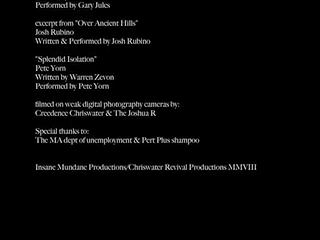 Performed by Gary Jules
excerpt from "Over Ancient Hills"
Josh Rubino
Written & Performed by Josh Rubino
"Splendid Isolation"
Pete Yorn
Written by Warren Zevon
Performed by Pete Yorn
filmed on weak digital photography cameras by:
Creedence Chriswater & The Joshua R
Special thanks to:
The MA dept of unemployment & Pert Plus shampoo
Insane Mundane Productions/Chriswater Revival Productions MMVIII